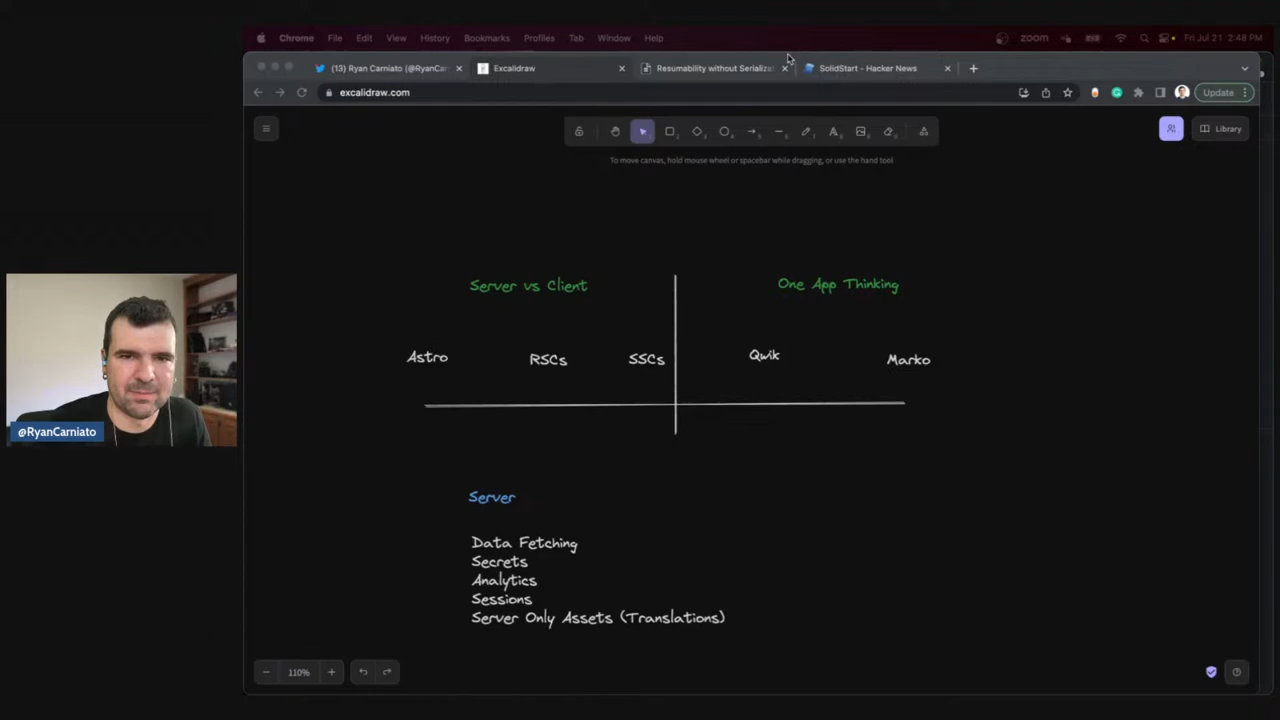 Chrome File Edit View History Bookmarks Profiles Tab Window Help
zoom Fri Jul 21 2:48 PM
(13) Ryan Carniato (@RyanCar
Excalidraw
Resumability without Serializat
SolidStart - Hacker News
excalidraw.com
Update
Library
To move canvas, hold mouse wheel or spacebar while dragging, or use the hand tool
Server vs Client
One App Thinking
Astro
RSCs
SSCs
Qwik
Marko
@RyanCarniato
Server
Data Fetching
Secrets
Analytics
Sessions
Server Only Assets (Translations)
110%